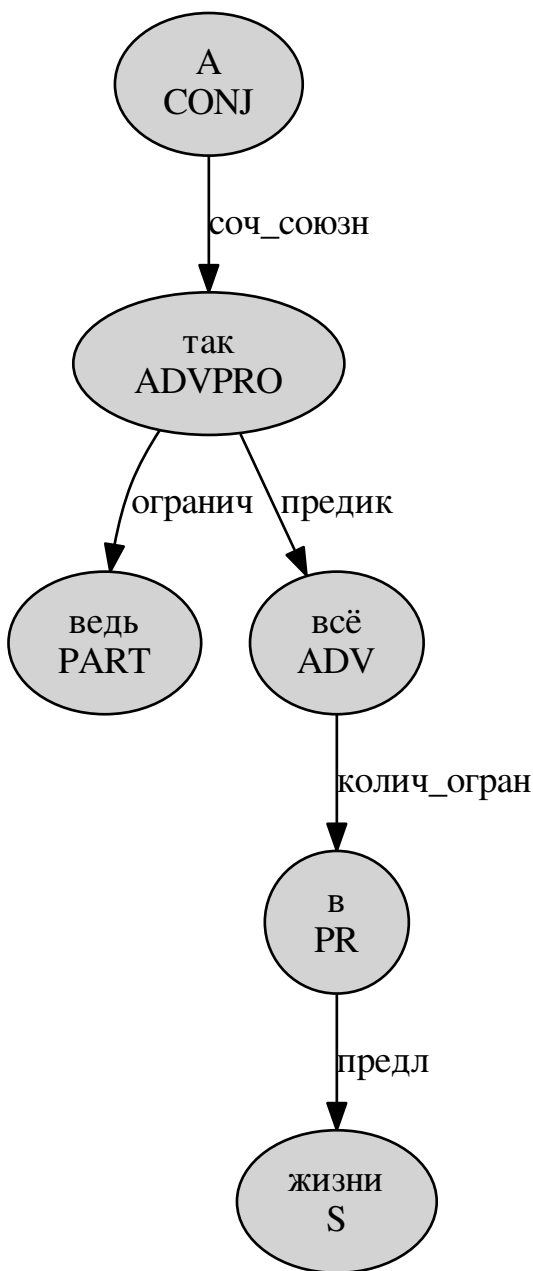 А
CONJ
соч_союзн
так
ADVPRO
огранич
предик
ведь
PART
всё
ADV
колич_огран
в
PR
предл
жизни
S